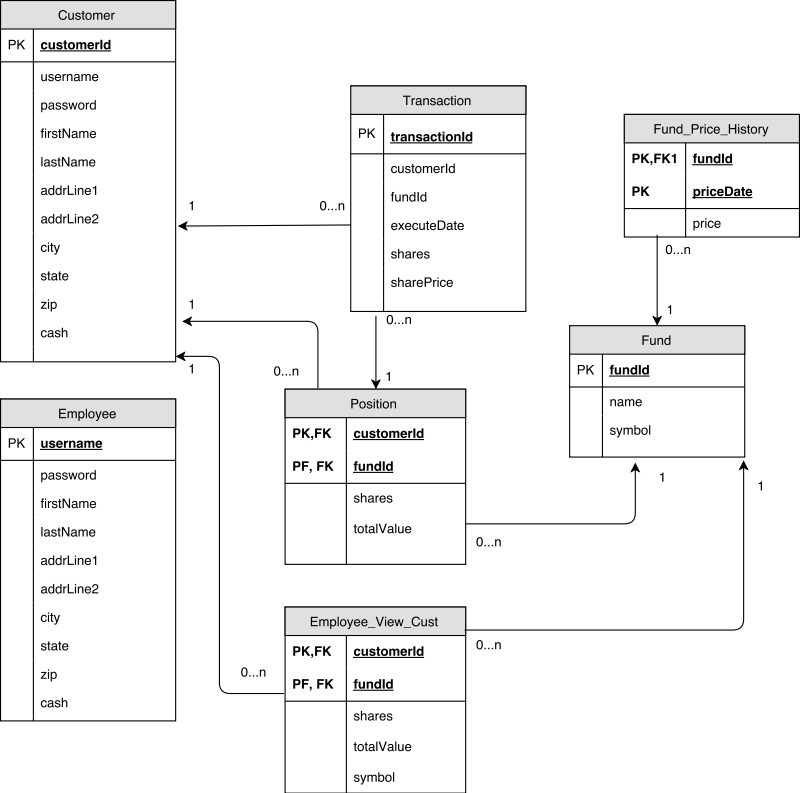 Customer
PK customerId
username
password
firstName
lastName
addrLine1
addrLine2
city
state
zip
cash
Transaction
PK transactionId
customerId
fundId
executeDate
shares
sharePrice
Fund_Price_History
PK,FK1 fundId
PK priceDate
price
1
0...n
0...n
1
1
0...n
0...n
1
1
Fund
PK fundId
name
symbol
Employee
PK username
password
firstName
lastName
addrLine1
addrLine2
city
state
zip
cash
Position
PK,FK customerId
PF, FK fundId
shares
totalValue
1
0...n
1
Employee_View_Cust
PK,FK customerId
PF, FK fundId
shares
totalValue
symbol
0...n
0...n